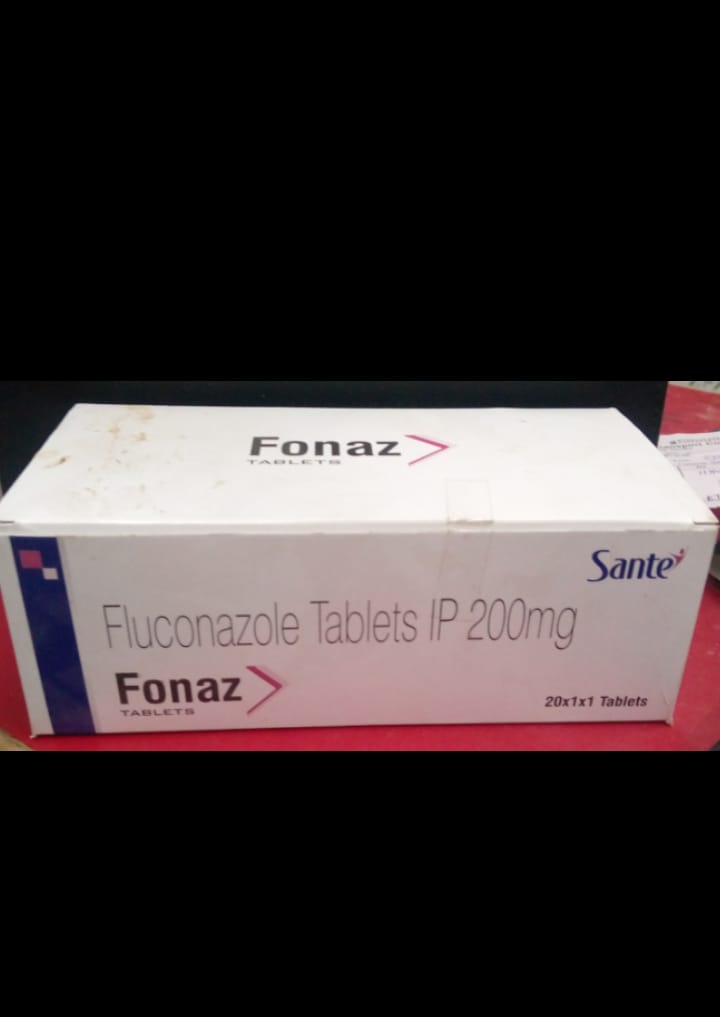 Fonaz
TABLETS
Sante
Fluconazole Tablets IP 200mg
Fonaz
TABLETS
20x1x1 Tablets